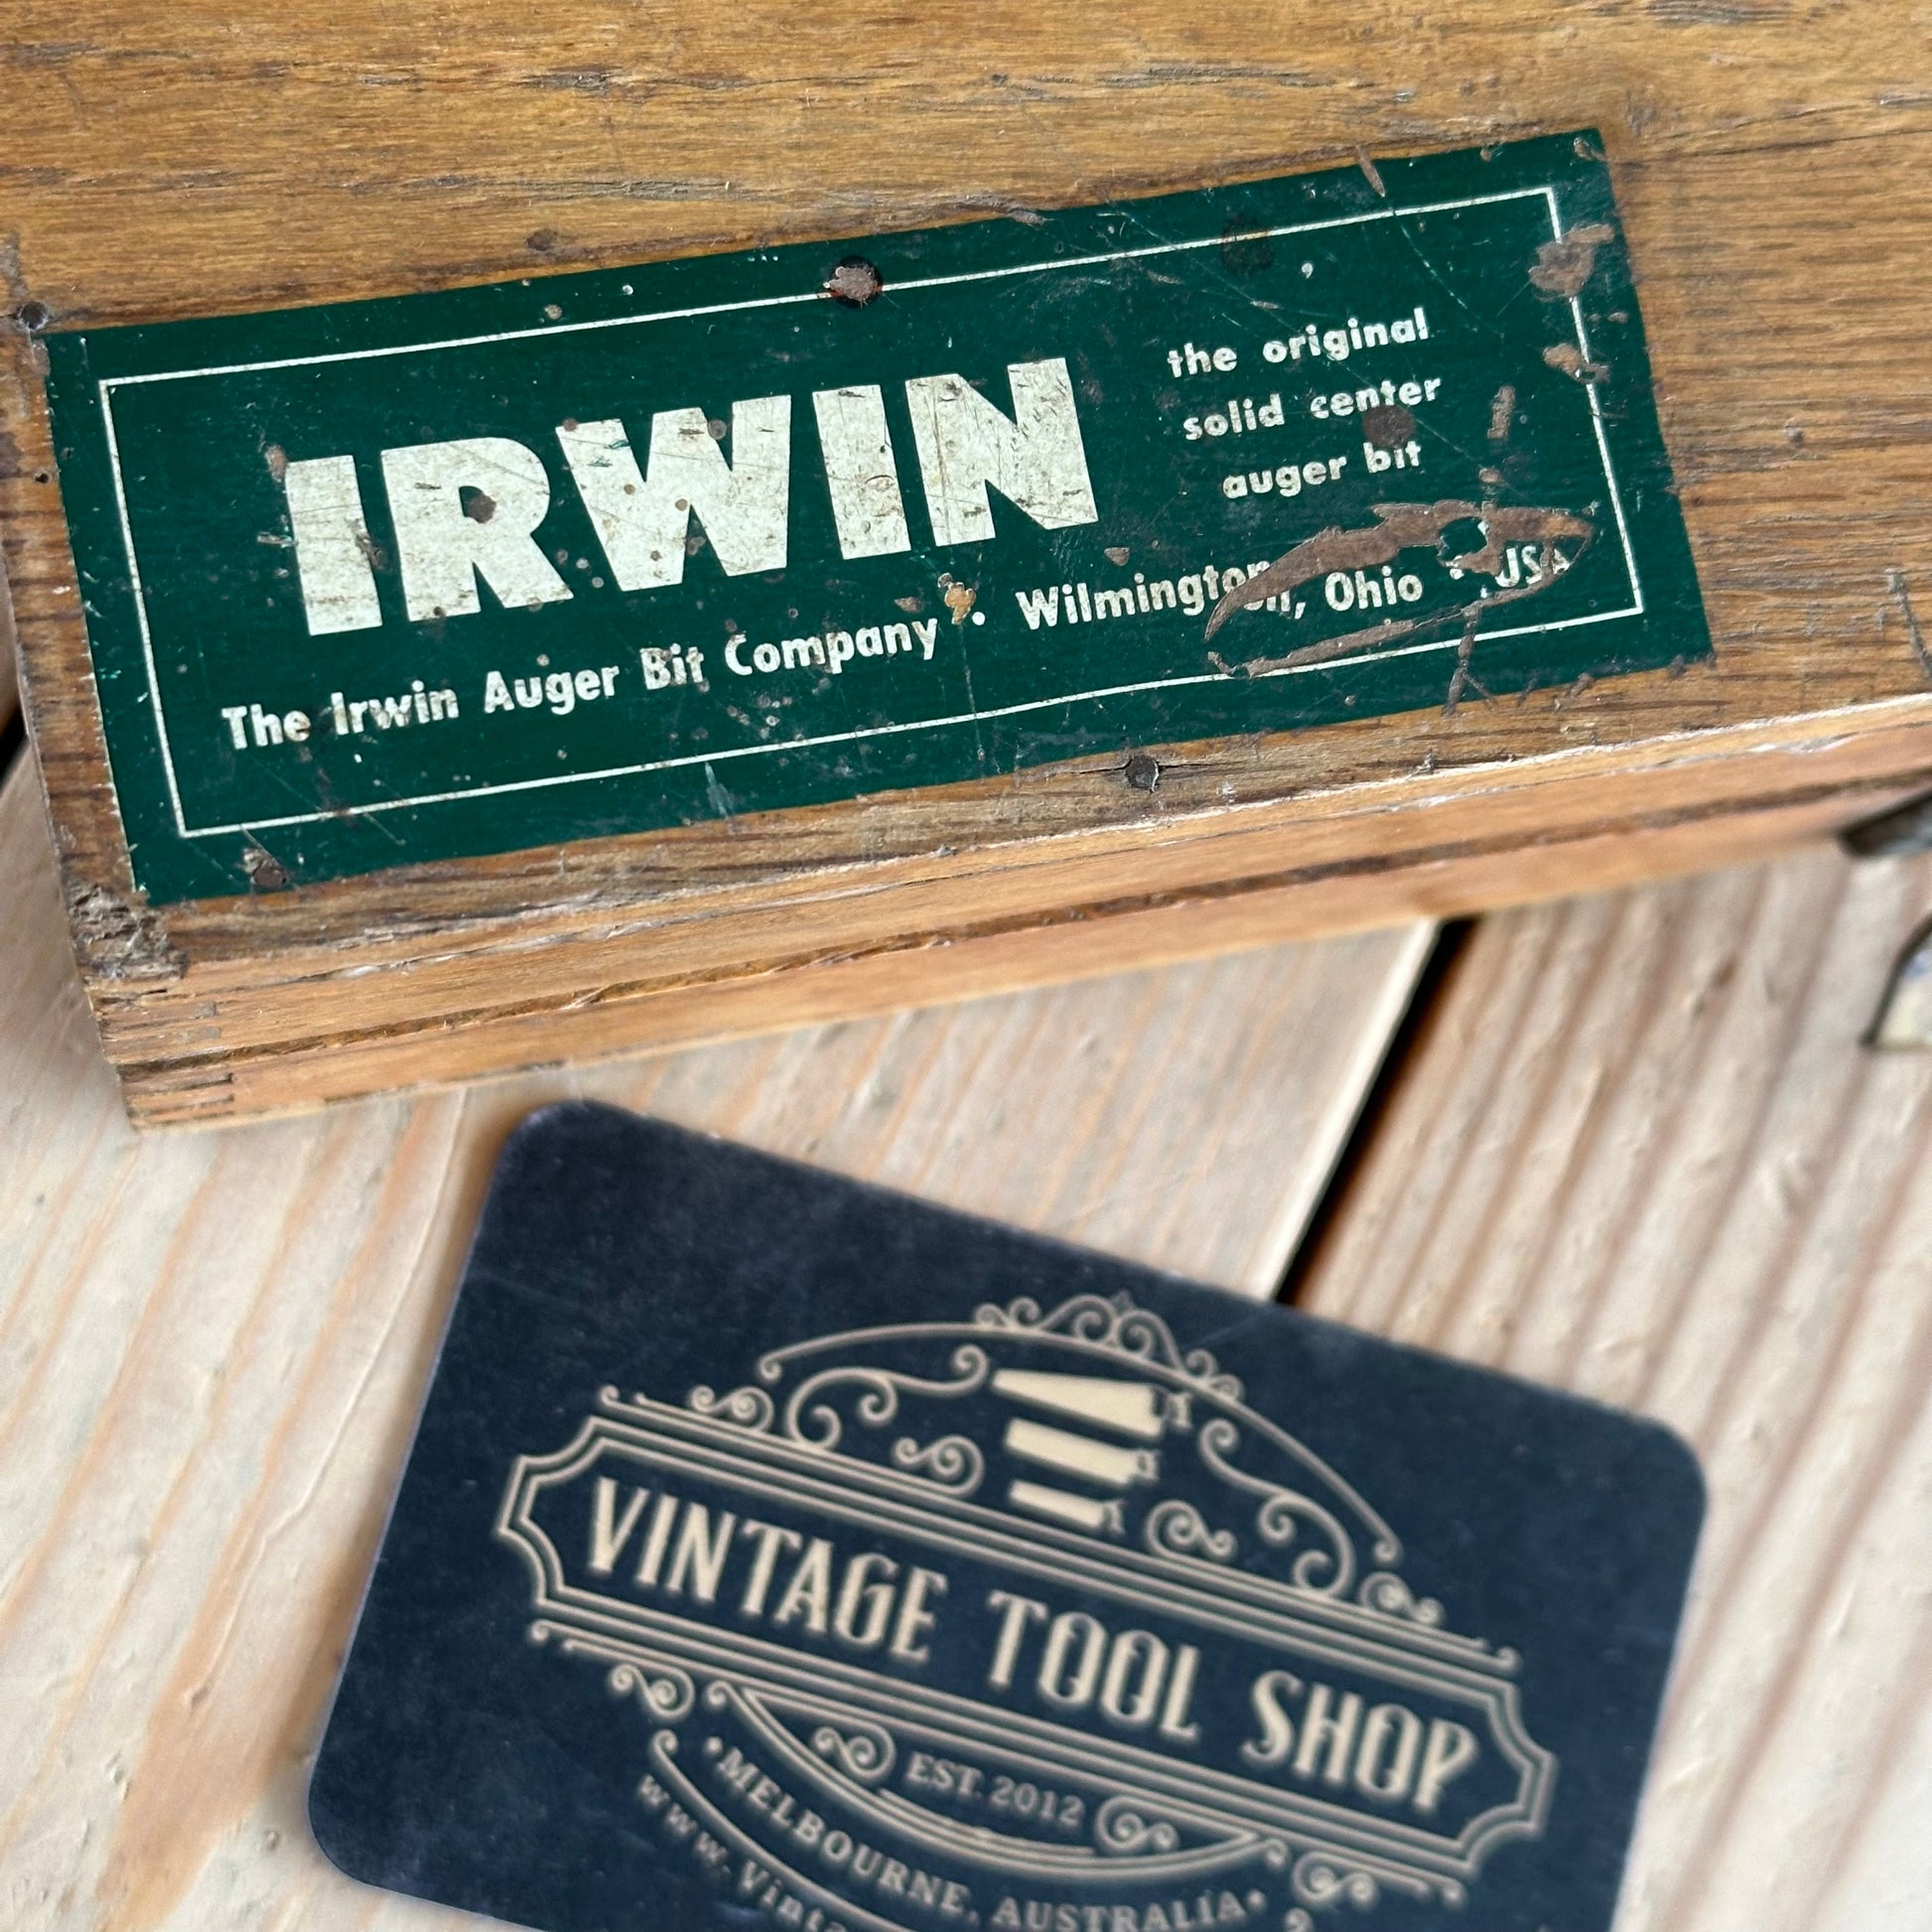 IRWIN
the original
solid center
auger bit
The Irwin Auger Bit Company • Wilmington, Ohio • USA
VINTAGE TOOL SHOP
EST. 2012
•MELBOURNE, AUSTRALIA•